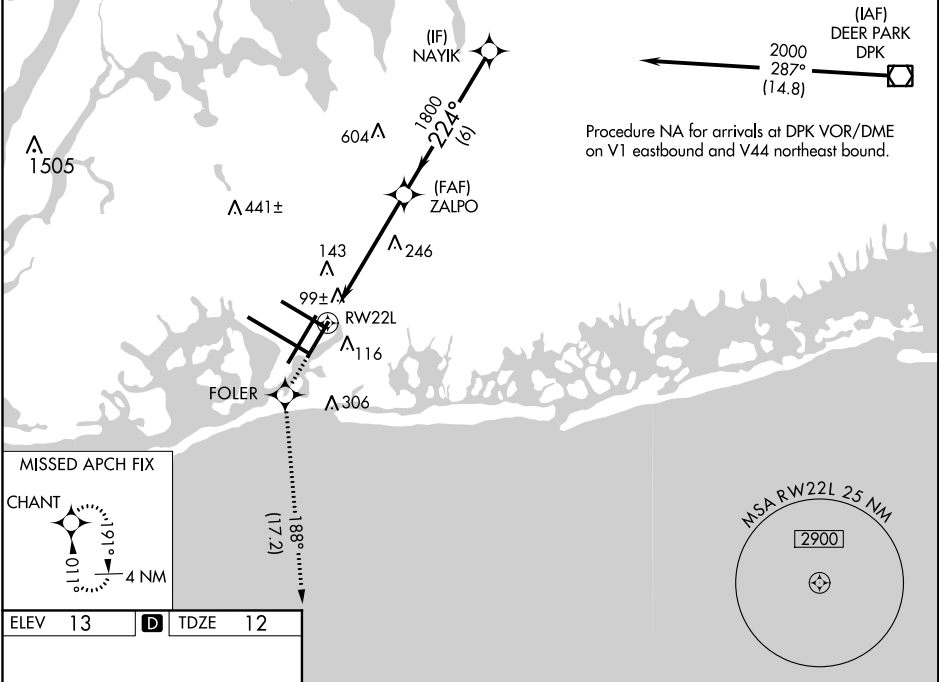 (IF)
NAYIK
(IAF)
DEER PARK
DPK
2000
287°
(14.8)
1800
224°
(6)
604
Procedure NA for arrivals at DPK VOR/DME
on V1 eastbound and V44 northeast bound.
1505
(FAF)
ZALPO
441±
246
143
99±
RW22L
116
FOLER
306
MISSED APCH FIX
CHANT
191°
011°
4 NM
188°
(17.2)
MSA RW22L 25 NM
2900
ELEV 13 D TDZE 12